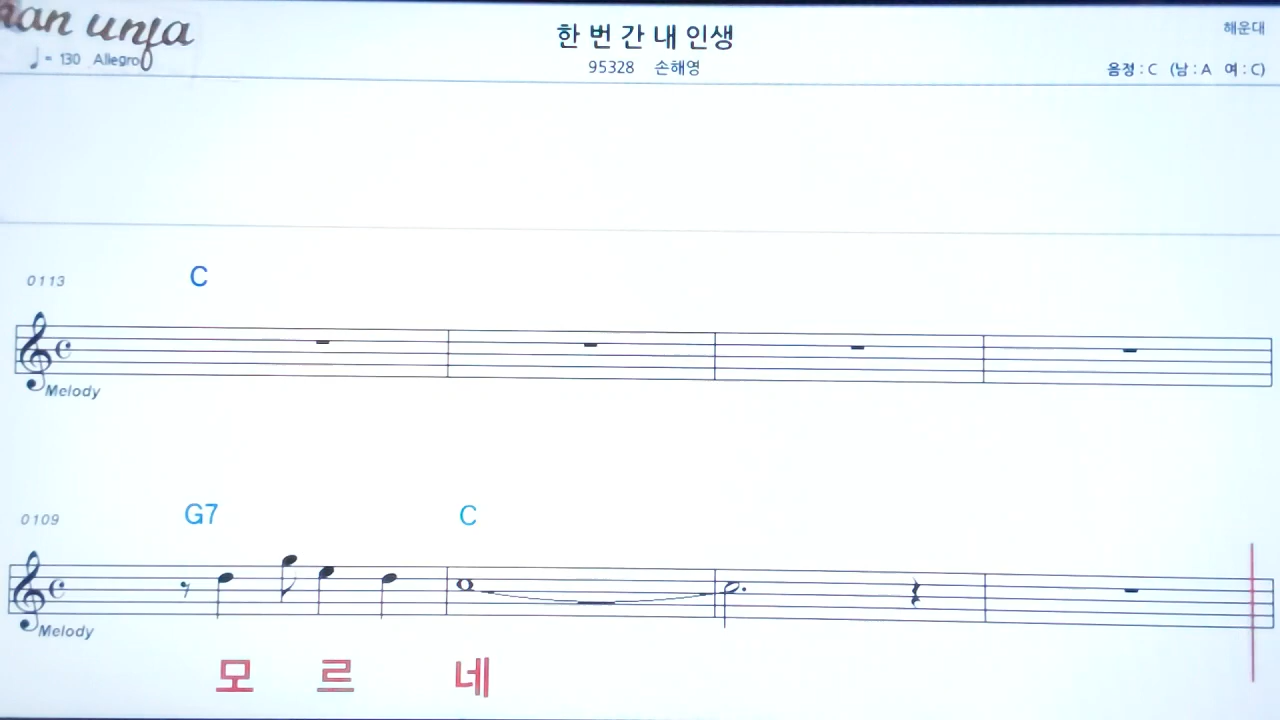 unja
♩= 130 Allegro
한 번 간 내 인생
95328 손해영
해운대
음정 : C (남 : A 여 : C)
0113
C
Melody
0109
G7 C
Melody
모 르 네